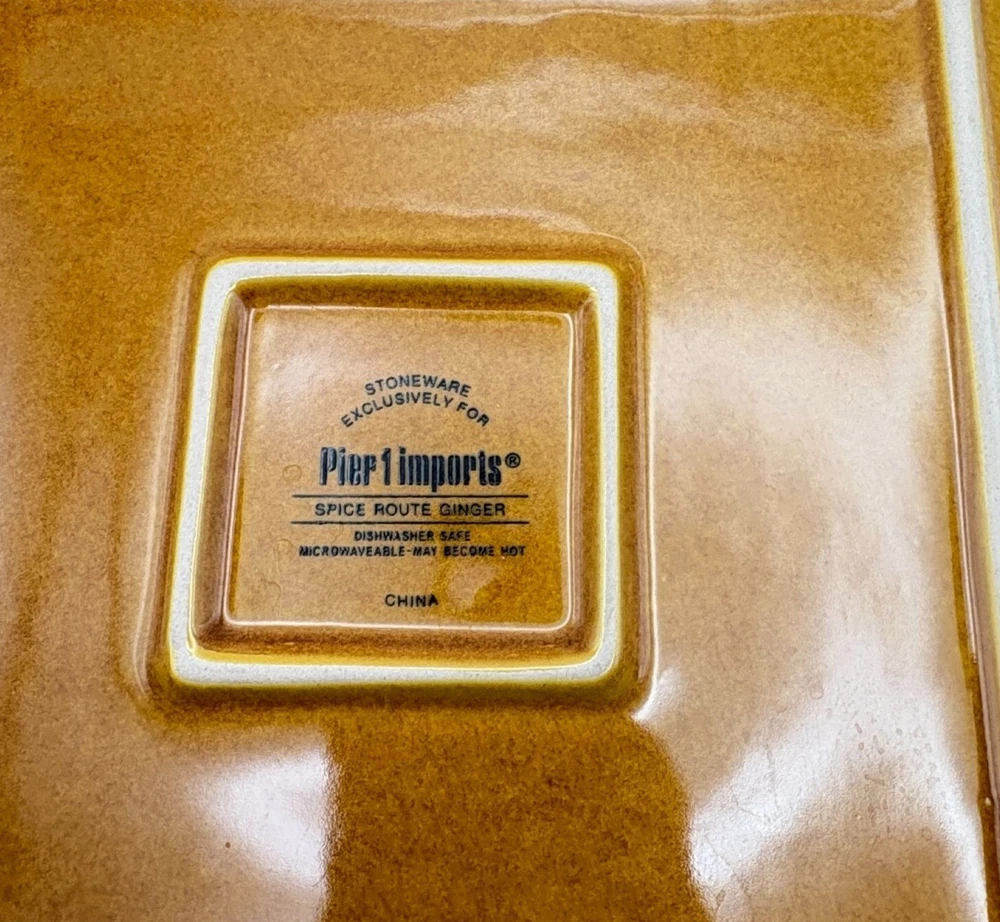 STONEWARE
EXCLUSIVELY FOR
Pier 1 imports®
SPICE ROUTE GINGER
DISHWASHER SAFE
MICROWAVEABLE-MAY BECOME HOT
CHINA